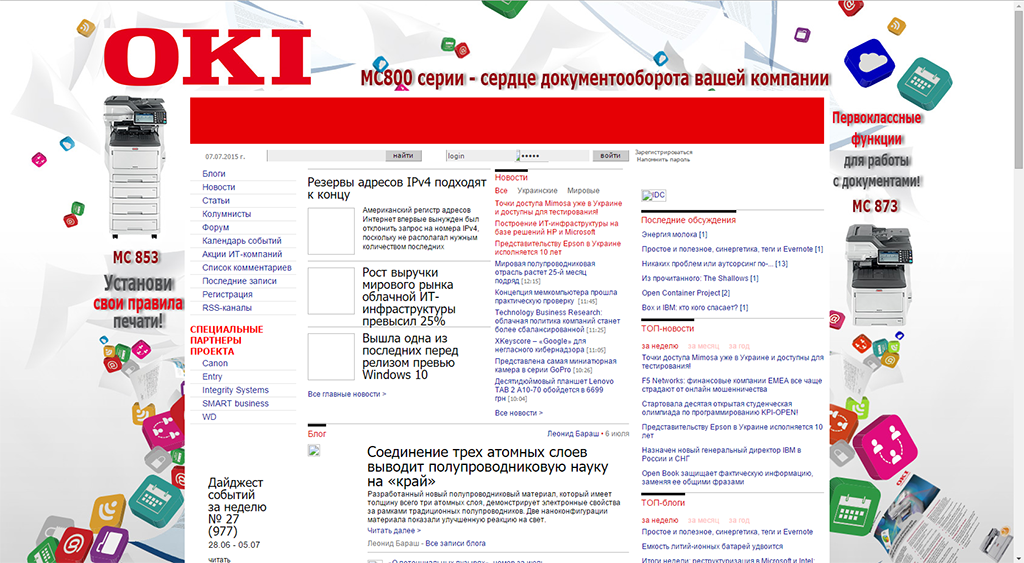 OKI
MC800 серии - сердце документооборота вашей компании
MC 853
Установи
свои правила
печати!
Первоклассные
функции
для работы
с документами!
MC 873
07.07.2015 г.
найти
login
•••••
войти
Зарегистрироваться
Напомнить пароль
Блоги
Новости
Статьи
Колумнисты
Форум
Календарь событий
Акции ИТ-компаний
Список комментариев
Последние записи
Регистрация
RSS-каналы
СПЕЦИАЛЬНЫЕ
ПАРТНЕРЫ
ПРОЕКТА
Canon
Entry
Integrity Systems
SMART business
WD
Дайджест
событий
за неделю
№ 27
(977)
28.06 - 05.07
читать
Резервы адресов IPv4 подходят
к концу
Американский регистр адресов
Интернет впервые вынужден был
отклонить запрос на номера IPv4,
поскольку не располагал нужным
количеством последних
Рост выручки
мирового рынка
облачной ИТ-
инфраструктуры
превысил 25%
Вышла одна из
последних перед
релизом превью
Windows 10
Все главные новости >
Новости
Все Украинские Мировые
Точки доступа Mimosa уже в Украине
и доступны для тестирования!
Построение ИТ-инфраструктуры на
базе решений HP и Microsoft
Представительству Epson в Украине
исполняется 10 лет
Мировая полупроводниковая
отрасль растет 25-й месяц
подряд [12:15]
Концепция мемкомпьютера прошла
практическую проверку [11:45]
Technology Business Research:
облачная политика компаний станет
более сбалансированной [11:25]
XKeyscore – «Google» для
негласного кибернадзора [11:05]
Представлена самая миниатюрная
камера в серии GoPro [10:26]
Десятидюймовый планшет Lenovo
TAB 2 A10-70 обойдется в 6699
грн [10:04]
Все новости >
Блог
Леонид Бараш • 6 июля
Соединение трех атомных слоев
выводит полупроводниковую науку
на «край»
Разработанный новый полупроводниковый материал, который имеет
толщину всего три атомных слоя, демонстрирует электронные свойства
за рамками традиционных полупроводников. Две наноконфигурации
материала показали улучшенную реакцию на свет.
Читать далее >
Леонид Бараш - Все записи блога
IDC
Последние обсуждения
Энергия молока [1]
Простое и полезное, синергетика, теги и Evernote [1]
Никаких проблем или аутсорсинг по-... [13]
Из прочитанного: The Shallows [1]
Open Container Project [2]
Box и IBM: кто кого спасает? [1]
ТОП-новости
за неделю за месяц за год
Точки доступа Mimosa уже в Украине и доступны для
тестирования!
F5 Networks: финансовые компании EMEA все чаще
страдают от онлайн мошенничества
Стартовала десятая открытая студенческая
олимпиада по программированию KPI-OPEN!
Представительству Epson в Украине исполняется 10
лет
Назначен новый генеральный директор IBM в
России и СНГ
Open Book защищает фактическую информацию,
заменяя ее общими фразами
ТОП-блоги
за неделю за месяц за год
Простое и полезное, синергетика, теги и Evernote
Емкость литий-ионных батарей удвоится
Итоги недели: реструктуризация в Microsoft и Intel;